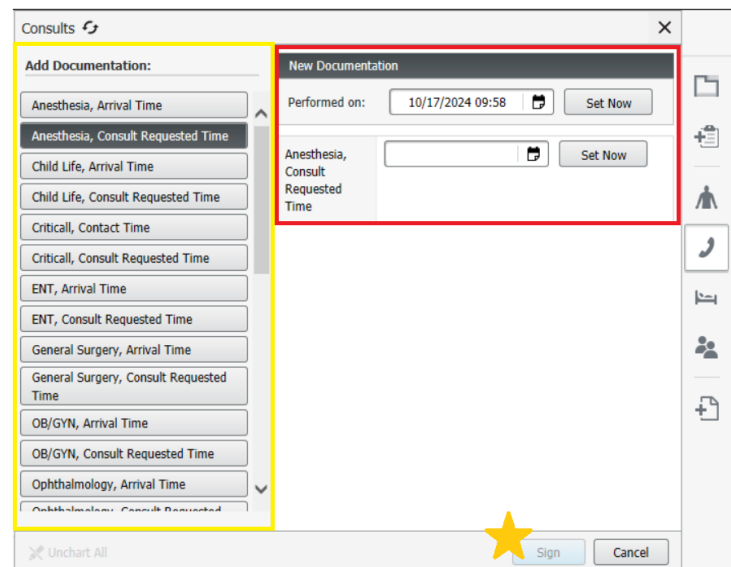 Consults
Add Documentation:
Anesthesia, Arrival Time
Anesthesia, Consult Requested Time
Child Life, Arrival Time
Child Life, Consult Requested Time
Criticall, Contact Time
Criticall, Consult Requested Time
ENT, Arrival Time
ENT, Consult Requested Time
General Surgery, Arrival Time
General Surgery, Consult Requested
Time
OB/GYN, Arrival Time
OB/GYN, Consult Requested Time
Ophthalmology, Arrival Time
Ophthalmology, Consult Requested
New Documentation
Performed on: 10/17/2024 09:58 Set Now
Anesthesia,
Consult
Requested
Time
Set Now
Unchart All
Sign Cancel